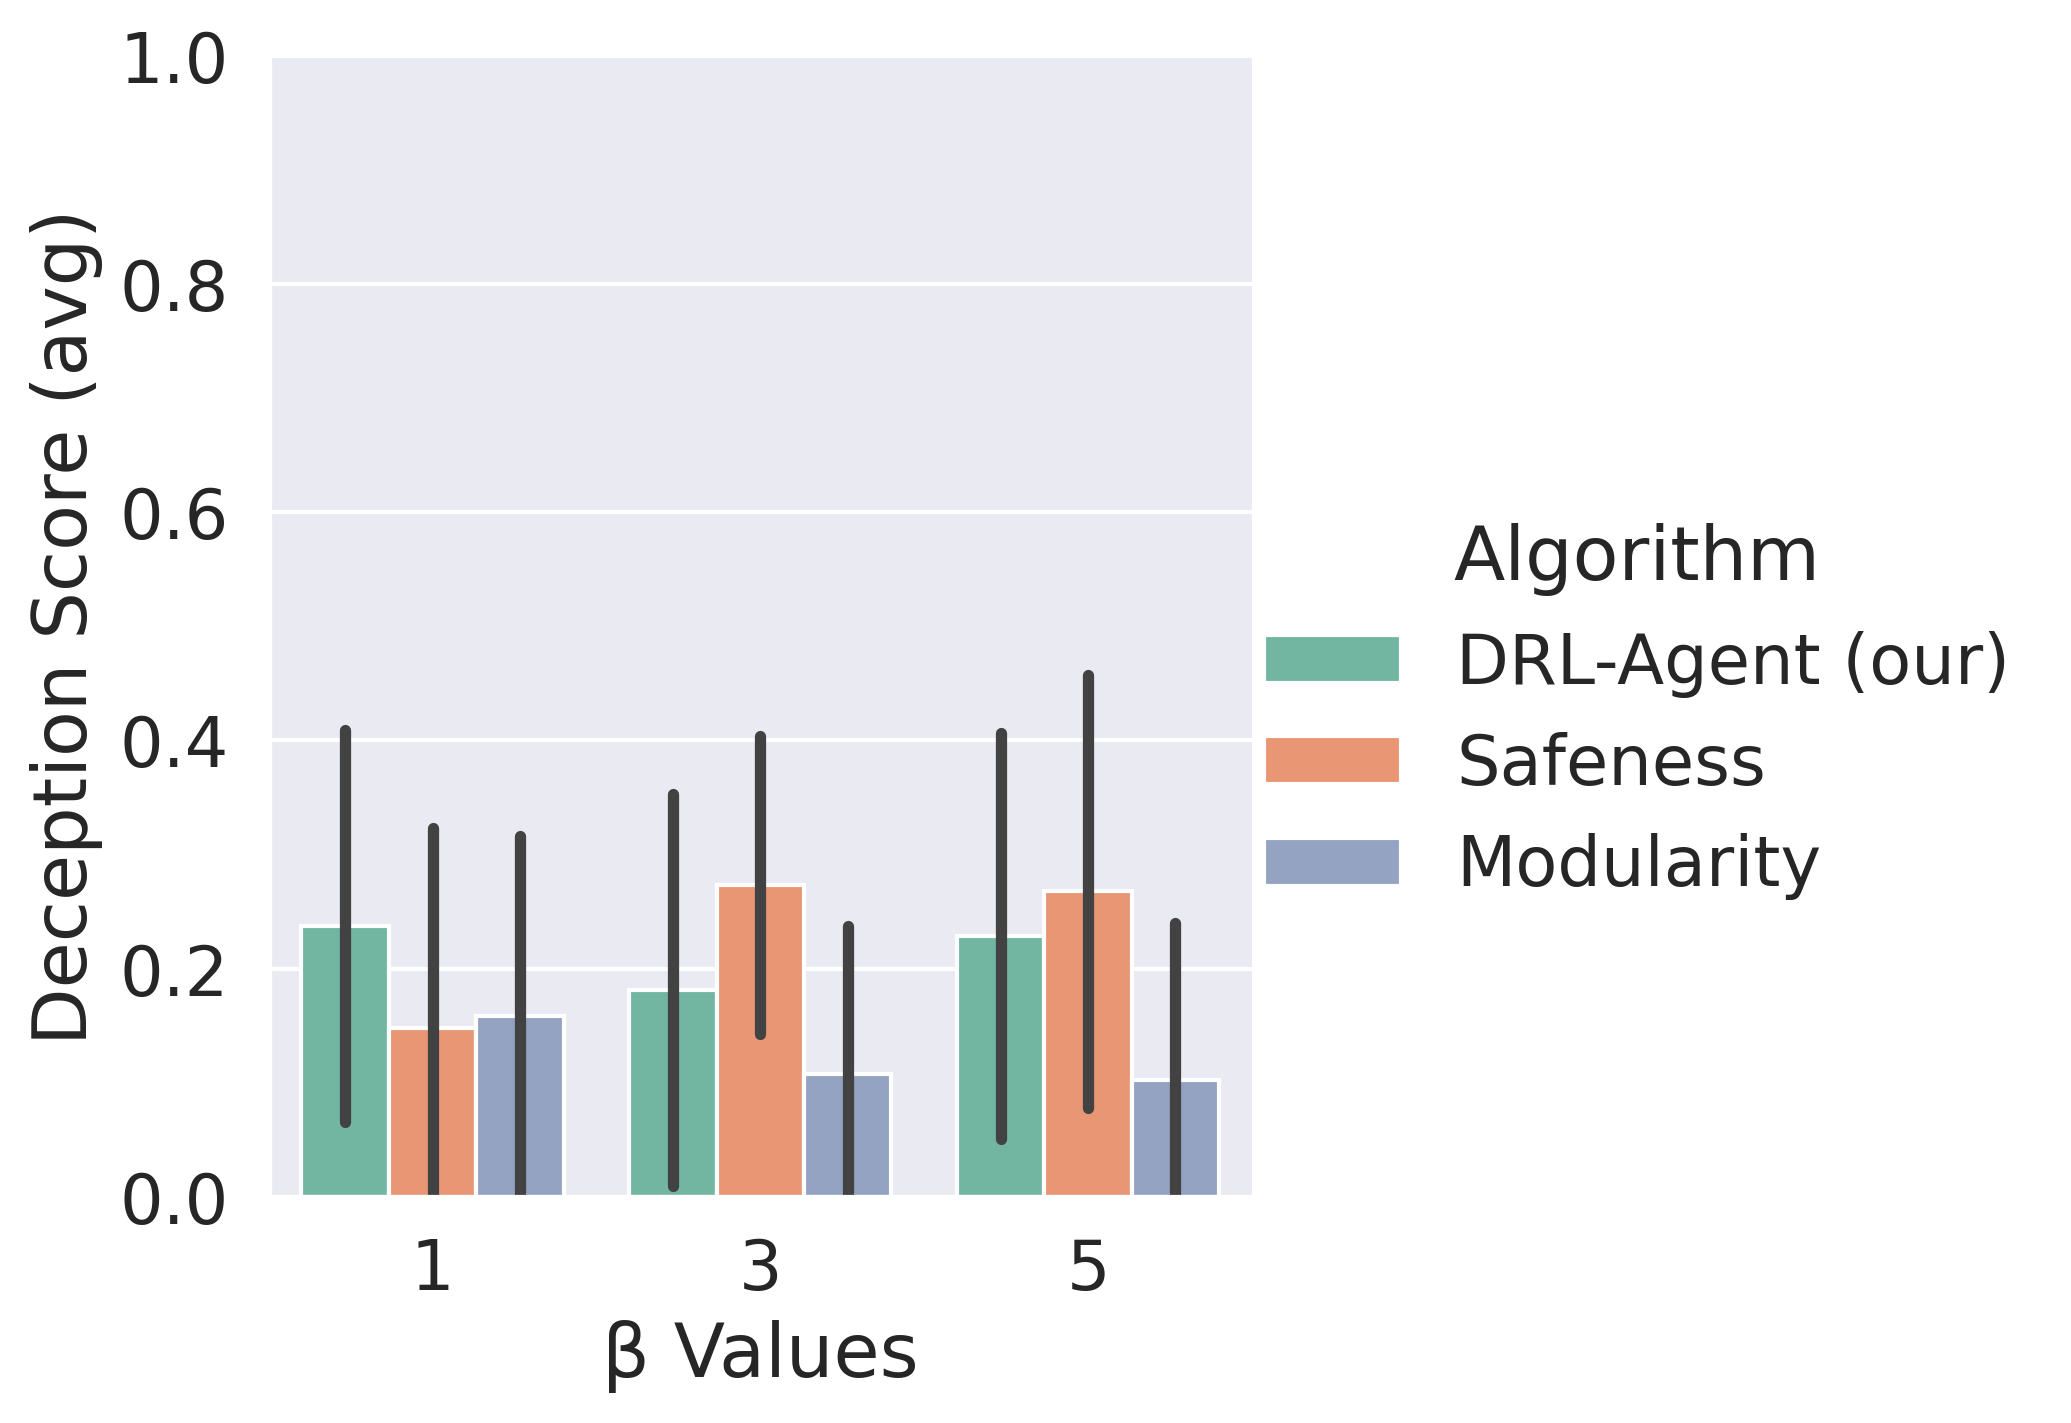 1.0
0.8
0.6
0.4
0.2
0.0
Deception Score (avg)
1 3 5
β Values
Algorithm
DRL-Agent (our)
Safeness
Modularity